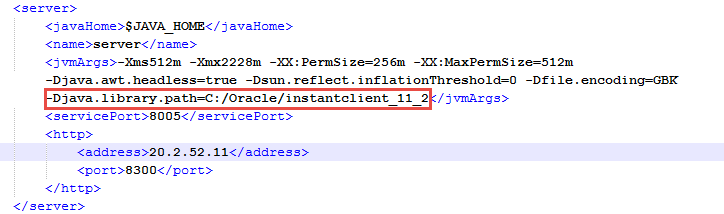 <server>
<javaHome>$JAVA_HOME</javaHome>
<name>server</name>
<jvmArgs>-Xms512m -Xmx2228m -XX:PermSize=256m -XX:MaxPermSize=512m
-Djava.awt.headless=true -Dsun.reflect.inflationThreshold=0 -Dfile.encoding=GBK
-Djava.library.path=C:/Oracle/instantclient_11_2</jvmArgs>
<servicePort>8005</servicePort>
<http>
<address>20.2.52.11</address>
<port>8300</port>
</http>
</server>